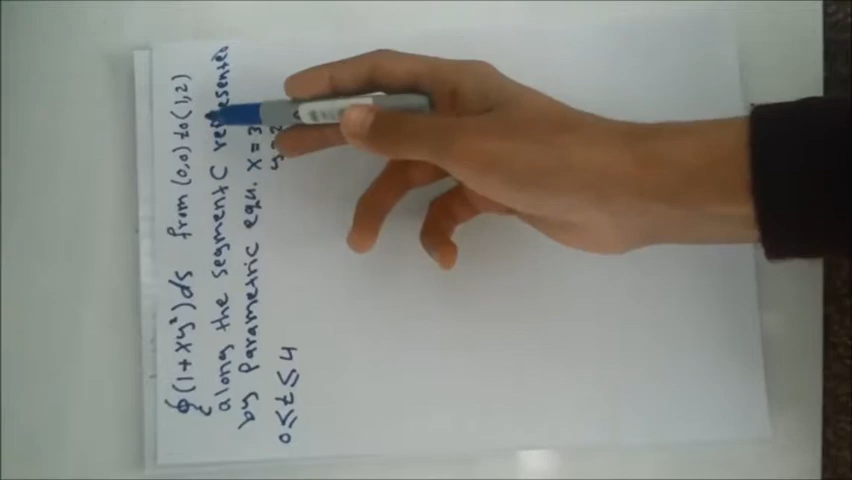 ∮(1+xy²)ds from (0,0) to (1,2)
c
along the segment C represented
by Parametric equ. x = 3
y = 2
0 ≤ t ≤ 4